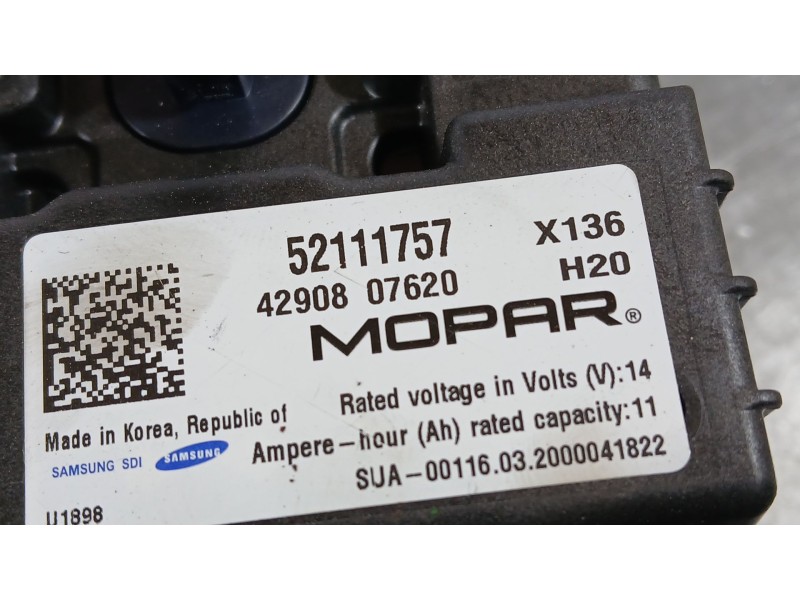 52111757 X136
42908 07620 H20
MOPAR®
Rated voltage in Volts (V):14
Made in Korea, Republic of
Ampere-hour (Ah) rated capacity:11
SAMSUNG SDI SAMSUNG
SUA-00116.03.2000041822
U1898